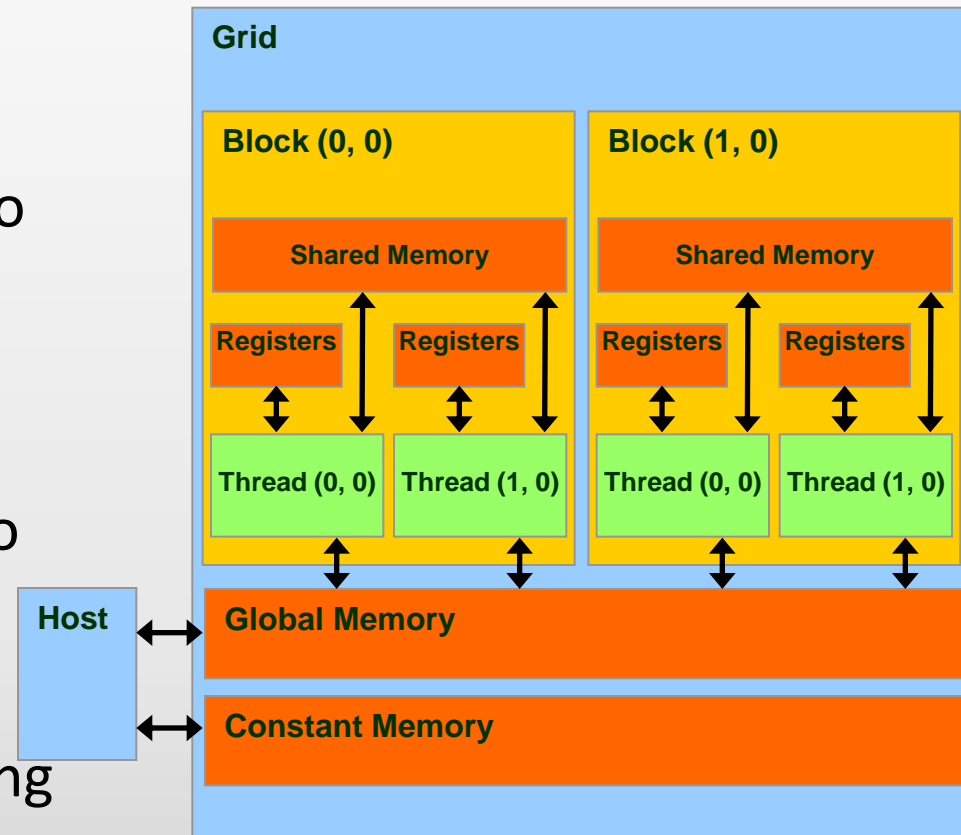 Grid
Block (0, 0)
Block (1, 0)
Shared Memory
Shared Memory
Registers
Registers
Registers
Registers
Thread (0, 0)
Thread (1, 0)
Thread (0, 0)
Thread (1, 0)
Host
Global Memory
Constant Memory